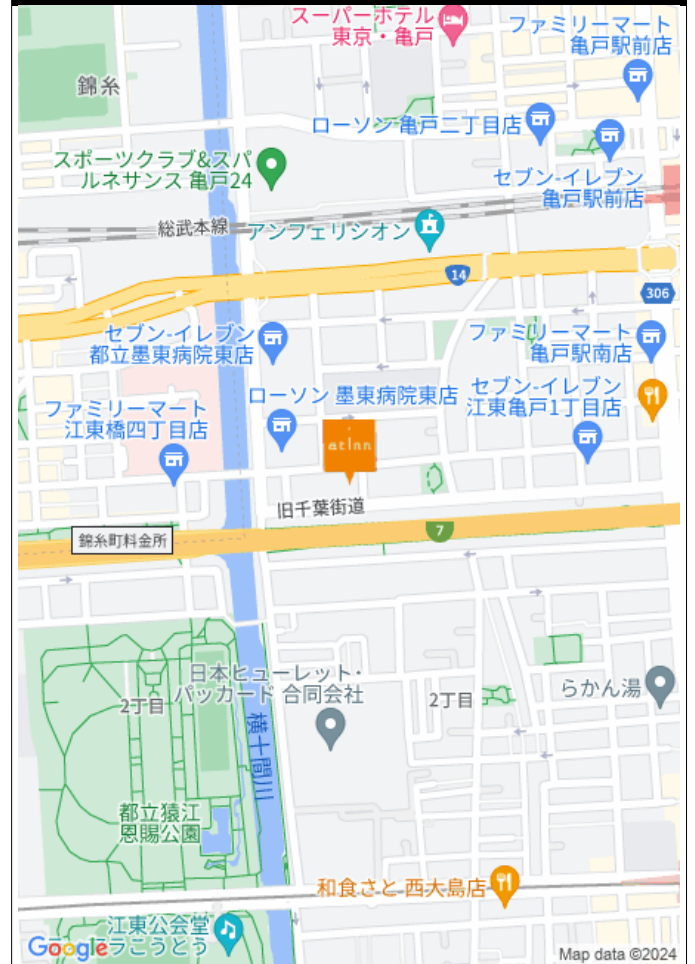 スーパーホテル
東京・亀戸
ファミリーマート
亀戸駅前店
錦糸
ローソン 亀戸二丁目店
スポーツクラブ&スパ
ルネサンス 亀戸24
セブン-イレブン
亀戸駅前店
総武本線
アンフェリシオン
14
306
セブン-イレブン
都立墨東病院東店
ファミリーマート
亀戸駅南店
ローソン 墨東病院東店
セブン-イレブン
江東亀戸1丁目店
ファミリーマート
江東橋四丁目店
at inn
旧千葉街道
7
錦糸町料金所
日本ヒューレット・
パッカード 合同会社
2丁目
2丁目
らかん湯
横十間川
都立猿江
恩賜公園
和食さと 西大島店
江東公会堂
ラこうとう
Google
Map data ©2024